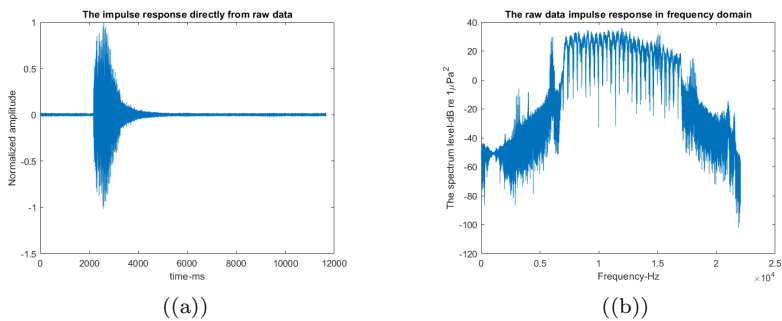 The impulse response directly from raw data
1
0.5
0
-0.5
-1
-1.5
Normalized amplitude
0 2000 4000 6000 8000 10000 12000
time-ms
((a))
The raw data impulse response in frequency domain
40
20
0
-20
-40
-60
-80
-100
-120
The spectrum level-dB re 1μPa²
0 0.5 1 1.5 2 2.5
×10⁴
Frequency-Hz
((b))